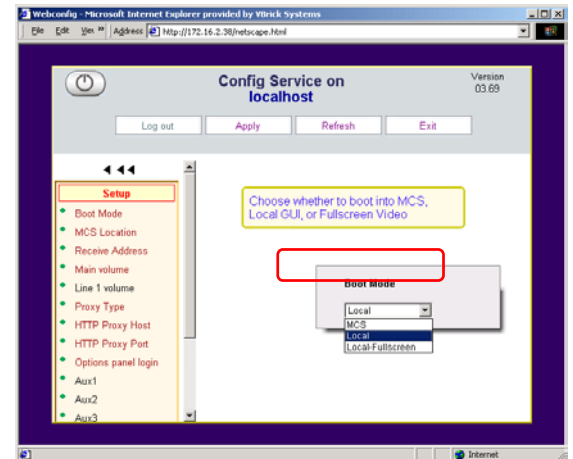 Webconfig - Microsoft Internet Explorer provided by VBrick Systems
File Edit View » Address http://172.16.2.38/netscape.html
Config Service on
localhost
Version
03.69
Log out Apply Refresh Exit
Setup
Boot Mode
MCS Location
Receive Address
Main volume
Line 1 volume
Proxy Type
HTTP Proxy Host
HTTP Proxy Port
Options panel login
Aux1
Aux2
Aux3
Choose whether to boot into MCS,
Local GUI, or Fullscreen Video
Boot Mode
Local
MCS
Local
Local-Fullscreen
Internet